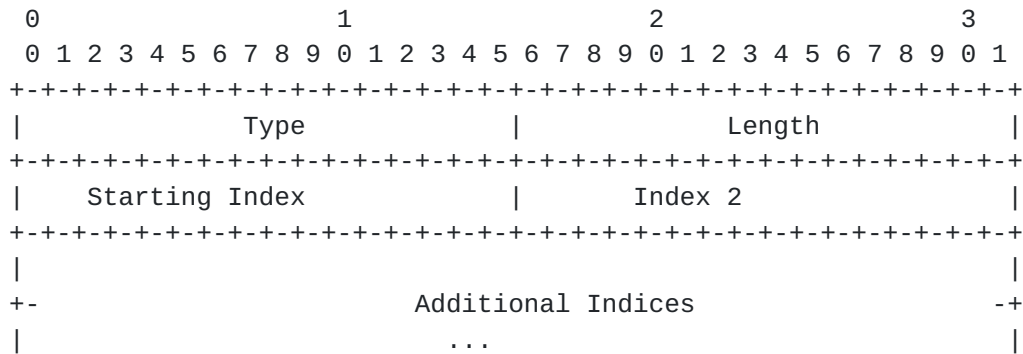 0                   1                   2                   3
 0 1 2 3 4 5 6 7 8 9 0 1 2 3 4 5 6 7 8 9 0 1 2 3 4 5 6 7 8 9 0 1
+-+-+-+-+-+-+-+-+-+-+-+-+-+-+-+-+-+-+-+-+-+-+-+-+-+-+-+-+-+-+-+-+
|              Type             |             Length            |
+-+-+-+-+-+-+-+-+-+-+-+-+-+-+-+-+-+-+-+-+-+-+-+-+-+-+-+-+-+-+-+-+
|    Starting Index             |       Index 2                 |
+-+-+-+-+-+-+-+-+-+-+-+-+-+-+-+-+-+-+-+-+-+-+-+-+-+-+-+-+-+-+-+-+
|                                                               |
+-                        Additional Indices                   -+
|                           ...                                 |